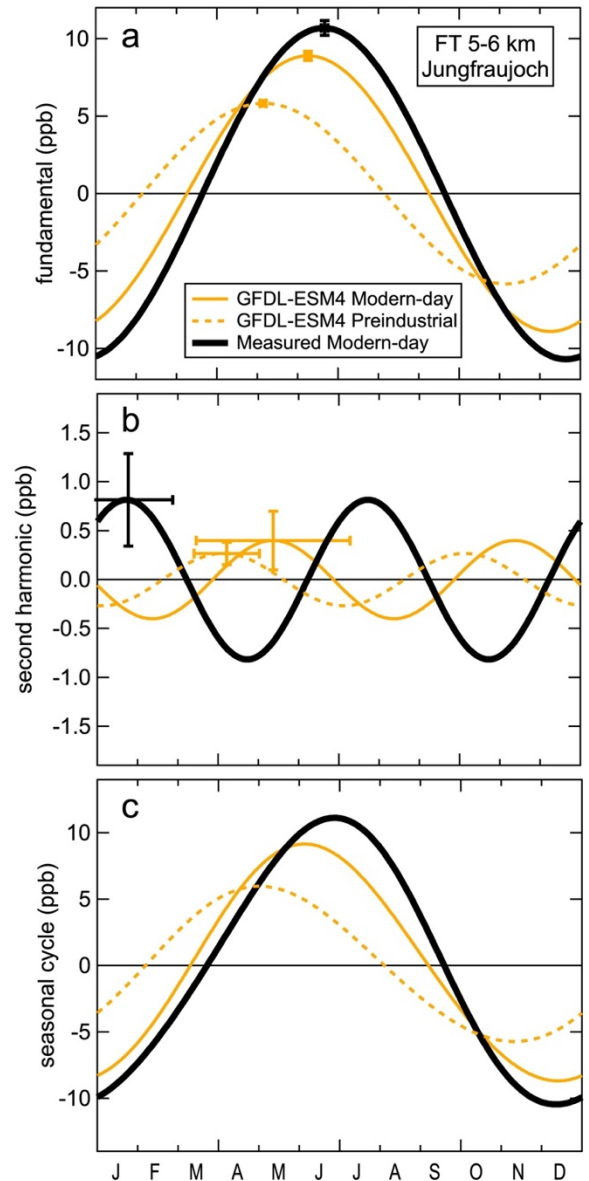 a
FT 5-6 km
Jungfraujoch
fundamental (ppb)
10
5
0
-5
-10
GFDL-ESM4 Modern-day
GFDL-ESM4 Preindustrial
Measured Modern-day
b
second harmonic (ppb)
1.5
1.0
0.5
0.0
-0.5
-1.0
-1.5
c
seasonal cycle (ppb)
10
5
0
-5
-10
J F M A M J J A S O N D